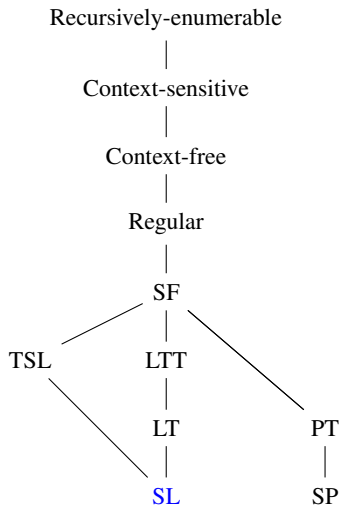 Recursively-enumerable
Context-sensitive
Context-free
Regular
SF
TSL LTT
LT PT
SL SP